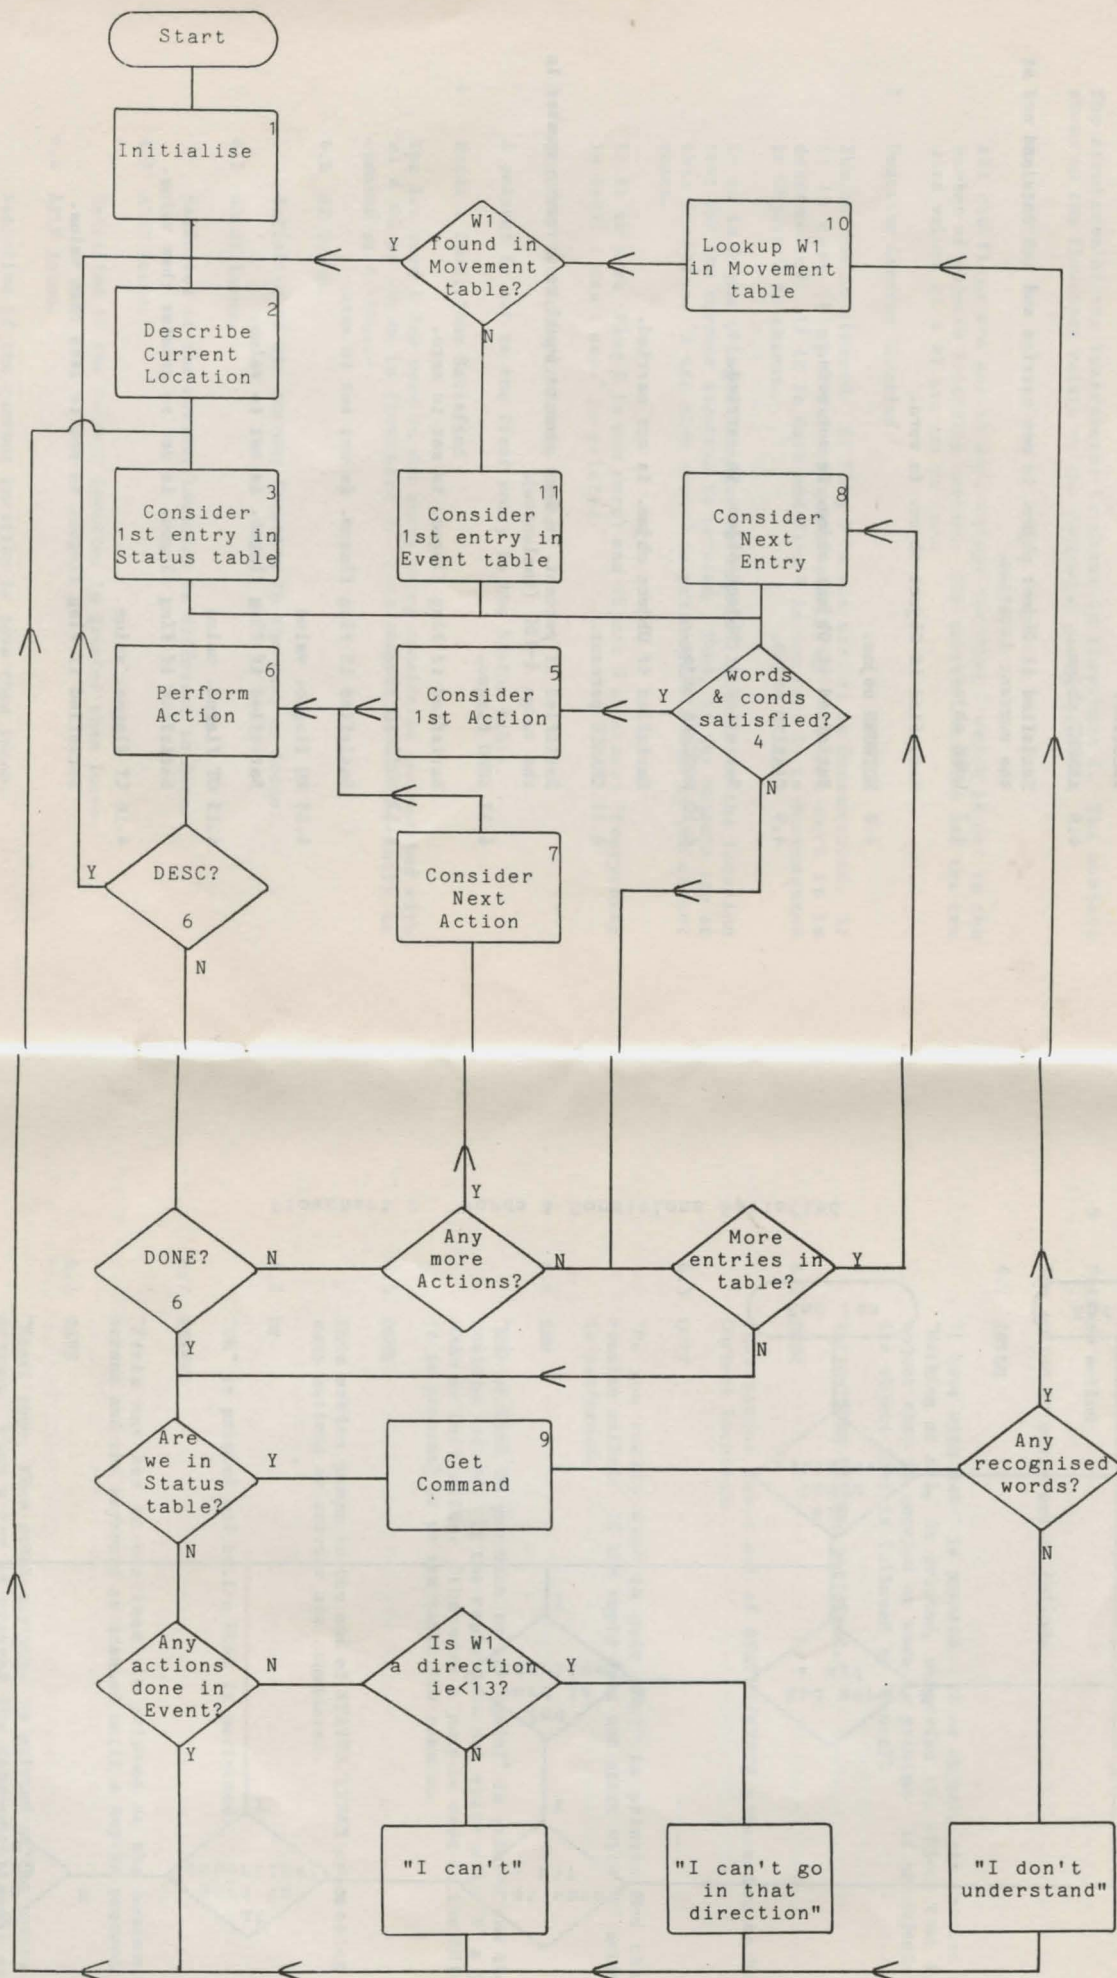 Start
1
Initialise
W1
found in
Movement
table?
Y
N
10
Lookup W1
in Movement
table
2
Describe
Current
Location
3
Consider
1st entry in
Status table
11
Consider
1st entry in
Event table
8
Consider
Next
Entry
6
Perform
Action
5
Consider
1st Action
Y
words
& conds
satisfied?
4
N
7
Consider
Next
Action
Y
DESC?
6
N
DONE?
6
N
Y
Y
Any
more
Actions?
N
More
entries in
table?
Y
N
Are
we in
Status
table?
Y
N
9
Get
Command
Y
Any
recognised
words?
N
Any
actions
done in
Event?
N
Y
Is W1
a direction
ie<13?
Y
N
"I can't"
"I can't go
in that
direction"
"I don't
understand"